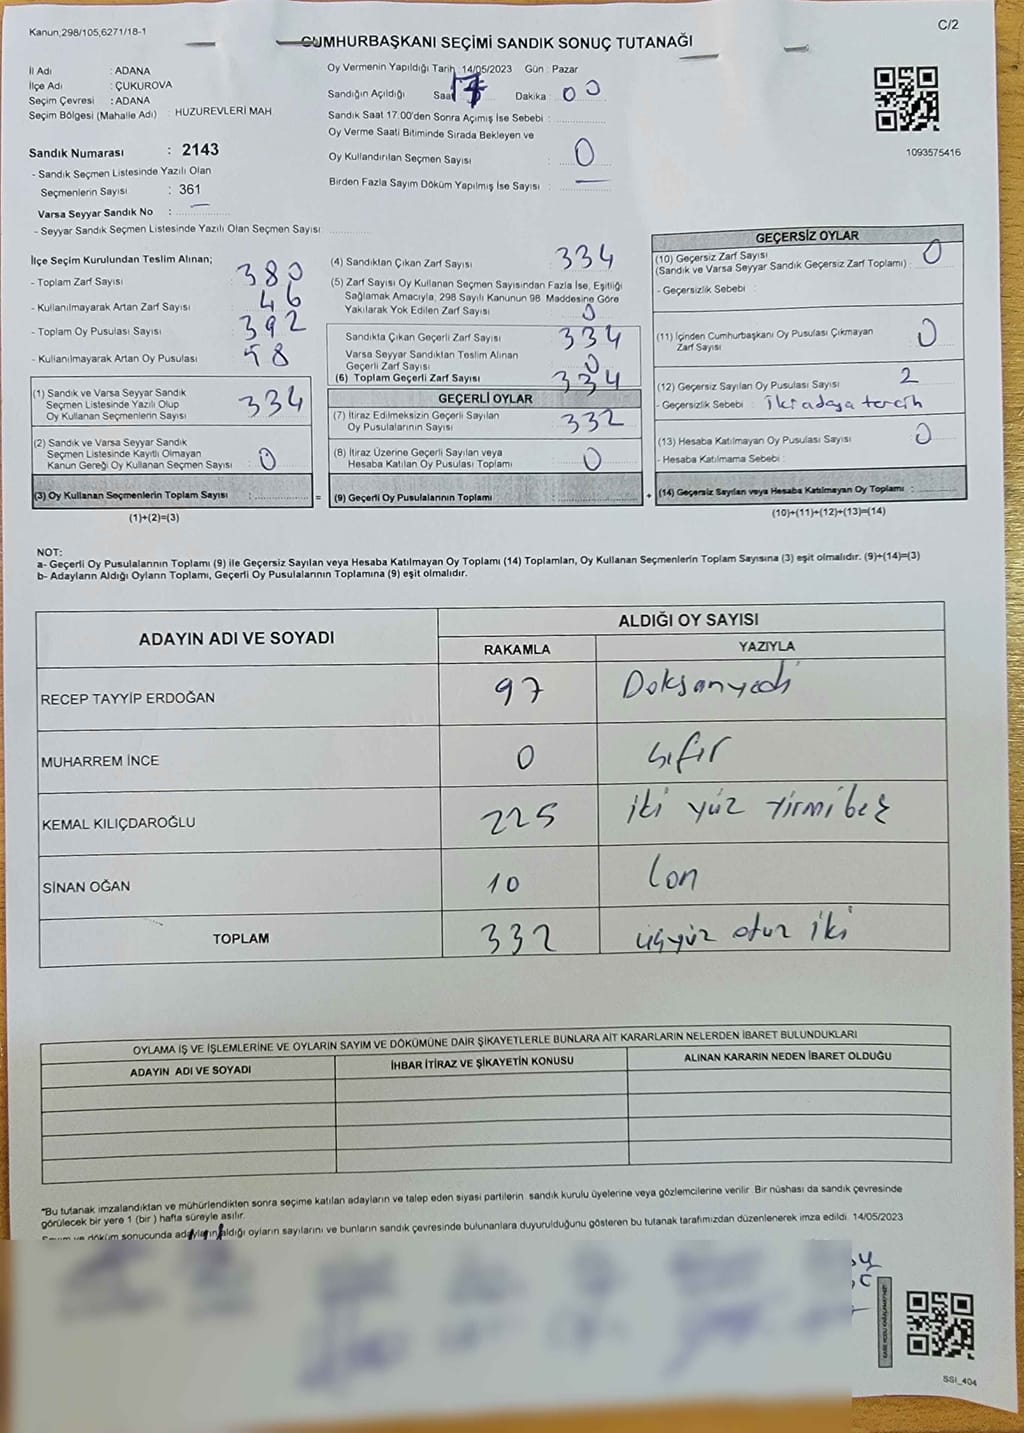 Kanun,298/105,6271/18-1
C/2
CUMHURBAŞKANI SEÇİMİ SANDIK SONUÇ TUTANAĞI
İl Adı : ADANA
İlçe Adı : ÇUKUROVA
Seçim Çevresi : ADANA
Seçim Bölgesi (Mahalle Adı) : HUZUREVLERİ MAH
Sandık Numarası : 2143
- Sandık Seçmen Listesinde Yazılı Olan
Seçmenlerin Sayısı : 361
Varsa Seyyar Sandık No : —
- Seyyar Sandık Seçmen Listesinde Yazılı Olan Seçmen Sayısı:
Oy Vermenin Yapıldığı Tarih: 14/05/2023 Gün : Pazar
Sandığın Açıldığı Saat 17 Dakika : 00
Sandık Saat 17.00'den Sonra Açımış İse Sebebi :
Oy Verme Saati Bitiminde Sırada Bekleyen ve
Oy Kullandırılan Seçmen Sayısı : 0
Birden Fazla Sayım Döküm Yapılmış İse Sayısı : —
1093575416
İlçe Seçim Kurulundan Teslim Alınan;
- Toplam Zarf Sayısı : 380
- Kullanılmayarak Artan Zarf Sayısı : 46
- Toplam Oy Pusulası Sayısı : 392
- Kullanılmayarak Artan Oy Pusulası : 58
(1) Sandık ve Varsa Seyyar Sandık
Seçmen Listesinde Yazılı Olup
Oy Kullanan Seçmenlerin Sayısı : 334
(2) Sandık ve Varsa Seyyar Sandık
Seçmen Listesinde Kayıtlı Olmayan
Kanun Gereği Oy Kullanan Seçmen Sayısı : 0
(3) Oy Kullanan Seçmenlerin Toplam Sayısı :
(1)+(2)=(3)
(4) Sandıktan Çıkan Zarf Sayısı : 334
(5) Zarf Sayısı Oy Kullanan Seçmen Sayısından Fazla İse, Eşitliği
Sağlamak Amacıyla, 298 Sayılı Kanunun 98. Maddesine Göre
Yakılarak Yok Edilen Zarf Sayısı : 0
Sandıkta Çıkan Geçerli Zarf Sayısı : 334
Varsa Seyyar Sandıktan Teslim Alınan
Geçerli Zarf Sayısı : 0
(6) Toplam Geçerli Zarf Sayısı : 334
GEÇERLİ OYLAR
(7) İtiraz Edilmeksizin Geçerli Sayılan
Oy Pusulalarının Sayısı : 332
(8) İtiraz Üzerine Geçerli Sayılan veya
Hesaba Katılan Oy Pusulası Toplamı : 0
= (9) Geçerli Oy Pusulalarının Toplamı :
GEÇERSİZ OYLAR
(10) Geçersiz Zarf Sayısı
(Sandık ve Varsa Seyyar Sandık Geçersiz Zarf Toplamı) : 0
- Geçersizlik Sebebi :
(11) İçinden Cumhurbaşkanı Oy Pusulası Çıkmayan
Zarf Sayısı : 0
(12) Geçersiz Sayılan Oy Pusulası Sayısı : 2
- Geçersizlik Sebebi : iki adaya tercih
(13) Hesaba Katılmayan Oy Pusulası Sayısı : 0
- Hesaba Katılmama Sebebi :
+ (14) Geçersiz Sayılan veya Hesaba Katılmayan Oy Toplamı :
(10)+(11)+(12)+(13)=(14)
NOT:
a- Geçerli Oy Pusulalarının Toplamı (9) ile Geçersiz Sayılan veya Hesaba Katılmayan Oy Toplamı (14) Toplamları, Oy Kullanan Seçmenlerin Toplam Sayısına (3) eşit olmalıdır. (9)+(14)=(3)
b- Adayların Aldığı Oyların Toplamı, Geçerli Oy Pusulalarının Toplamına (9) eşit olmalıdır.
ADAYIN ADI VE SOYADI
ALDIĞI OY SAYISI
RAKAMLA YAZIYLA
RECEP TAYYİP ERDOĞAN 97 Doksanyedi
MUHARREM İNCE 0 sıfır
KEMAL KILIÇDAROĞLU 225 iki yüz yirmi beş
SİNAN OĞAN 10 (on
TOPLAM 332 üçyüz otuz iki
OYLAMA İŞ VE İŞLEMLERİNE VE OYLARIN SAYIM VE DÖKÜMÜNE DAİR ŞİKAYETLERLE BUNLARA AİT KARARLARIN NELERDEN İBARET BULUNDUKLARI
ADAYIN ADI VE SOYADI İHBAR İTİRAZ VE ŞİKAYETİN KONUSU ALINAN KARARIN NEDEN İBARET OLDUĞU
*Bu tutanak imzalandıktan ve mühürlendikten sonra seçime katılan adayların ve talep eden siyasi partilerin sandık kurulu üyelerine veya gözlemcilerine verilir. Bir nüshası da sandık çevresinde
görülecek bir yere 1 (bir) hafta süreyle asılır.
Sayım ve döküm sonucunda adayların aldığı oyların sayılarını ve bunların sandık çevresinde bulunanlara duyurulduğunu gösteren bu tutanak tarafımızdan düzenlenerek imza edildi. 14/05/2023
SSI_404